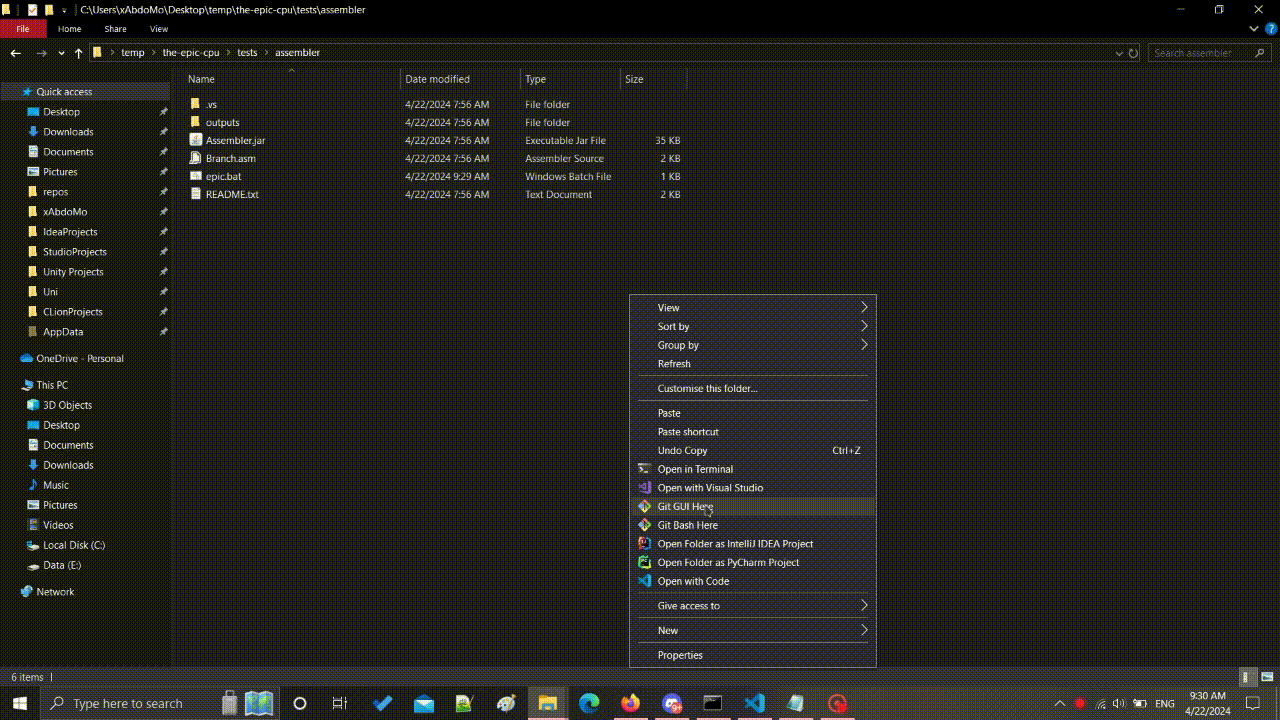 C:\Users\xAbdoMo\Desktop\temp\the-epic-cpu\tests\assembler
File Home Share View
temp the-epic-cpu tests assembler Search assembler
Name Date modified Type Size
.vs 4/22/2024 7:56 AM File folder
outputs 4/22/2024 7:56 AM File folder
Assembler.jar 4/22/2024 7:56 AM Executable Jar File 35 KB
Branch.asm 4/22/2024 7:56 AM Assembler Source 2 KB
epic.bat 4/22/2024 9:29 AM Windows Batch File 1 KB
README.txt 4/22/2024 7:56 AM Text Document 2 KB
Quick access
Desktop
Downloads
Documents
Pictures
repos
xAbdoMo
IdeaProjects
StudioProjects
Unity Projects
Uni
CLionProjects
AppData
OneDrive - Personal
This PC
3D Objects
Desktop
Documents
Downloads
Music
Pictures
Videos
Local Disk (C:)
Data (E:)
Network
View
Sort by
Group by
Refresh
Customise this folder...
Paste
Paste shortcut
Undo Copy Ctrl+Z
Open in Terminal
Open with Visual Studio
Git GUI Here
Git Bash Here
Open Folder as IntelliJ IDEA Project
Open Folder as PyCharm Project
Open with Code
Give access to
New
Properties
6 items
Type here to search
ENG
9:30 AM
4/22/2024